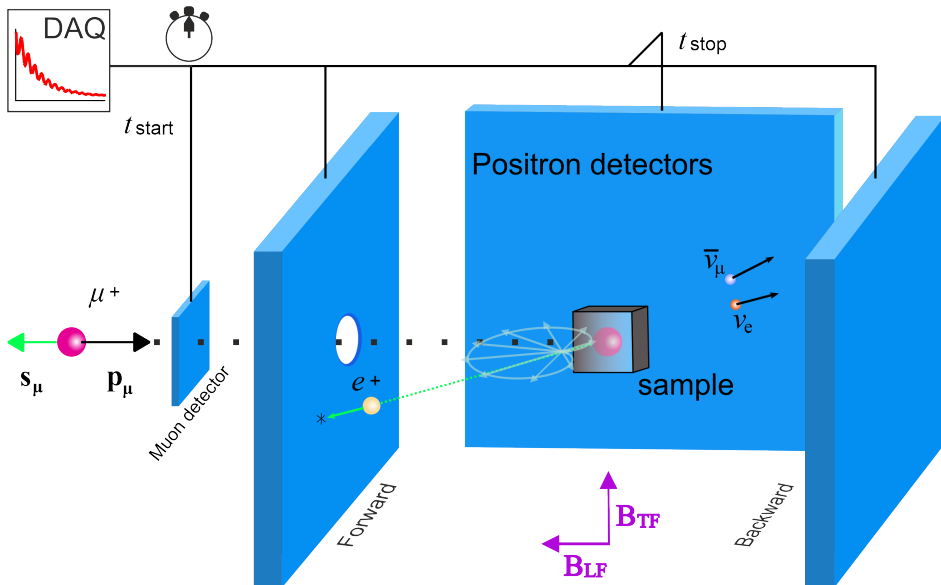 DAQ
t stop
t start
Positron detectors
ν̅μ
μ +
νe
sμ
pμ
e +
sample
Muon detector
*
Forward
BTF
BLF
Backward